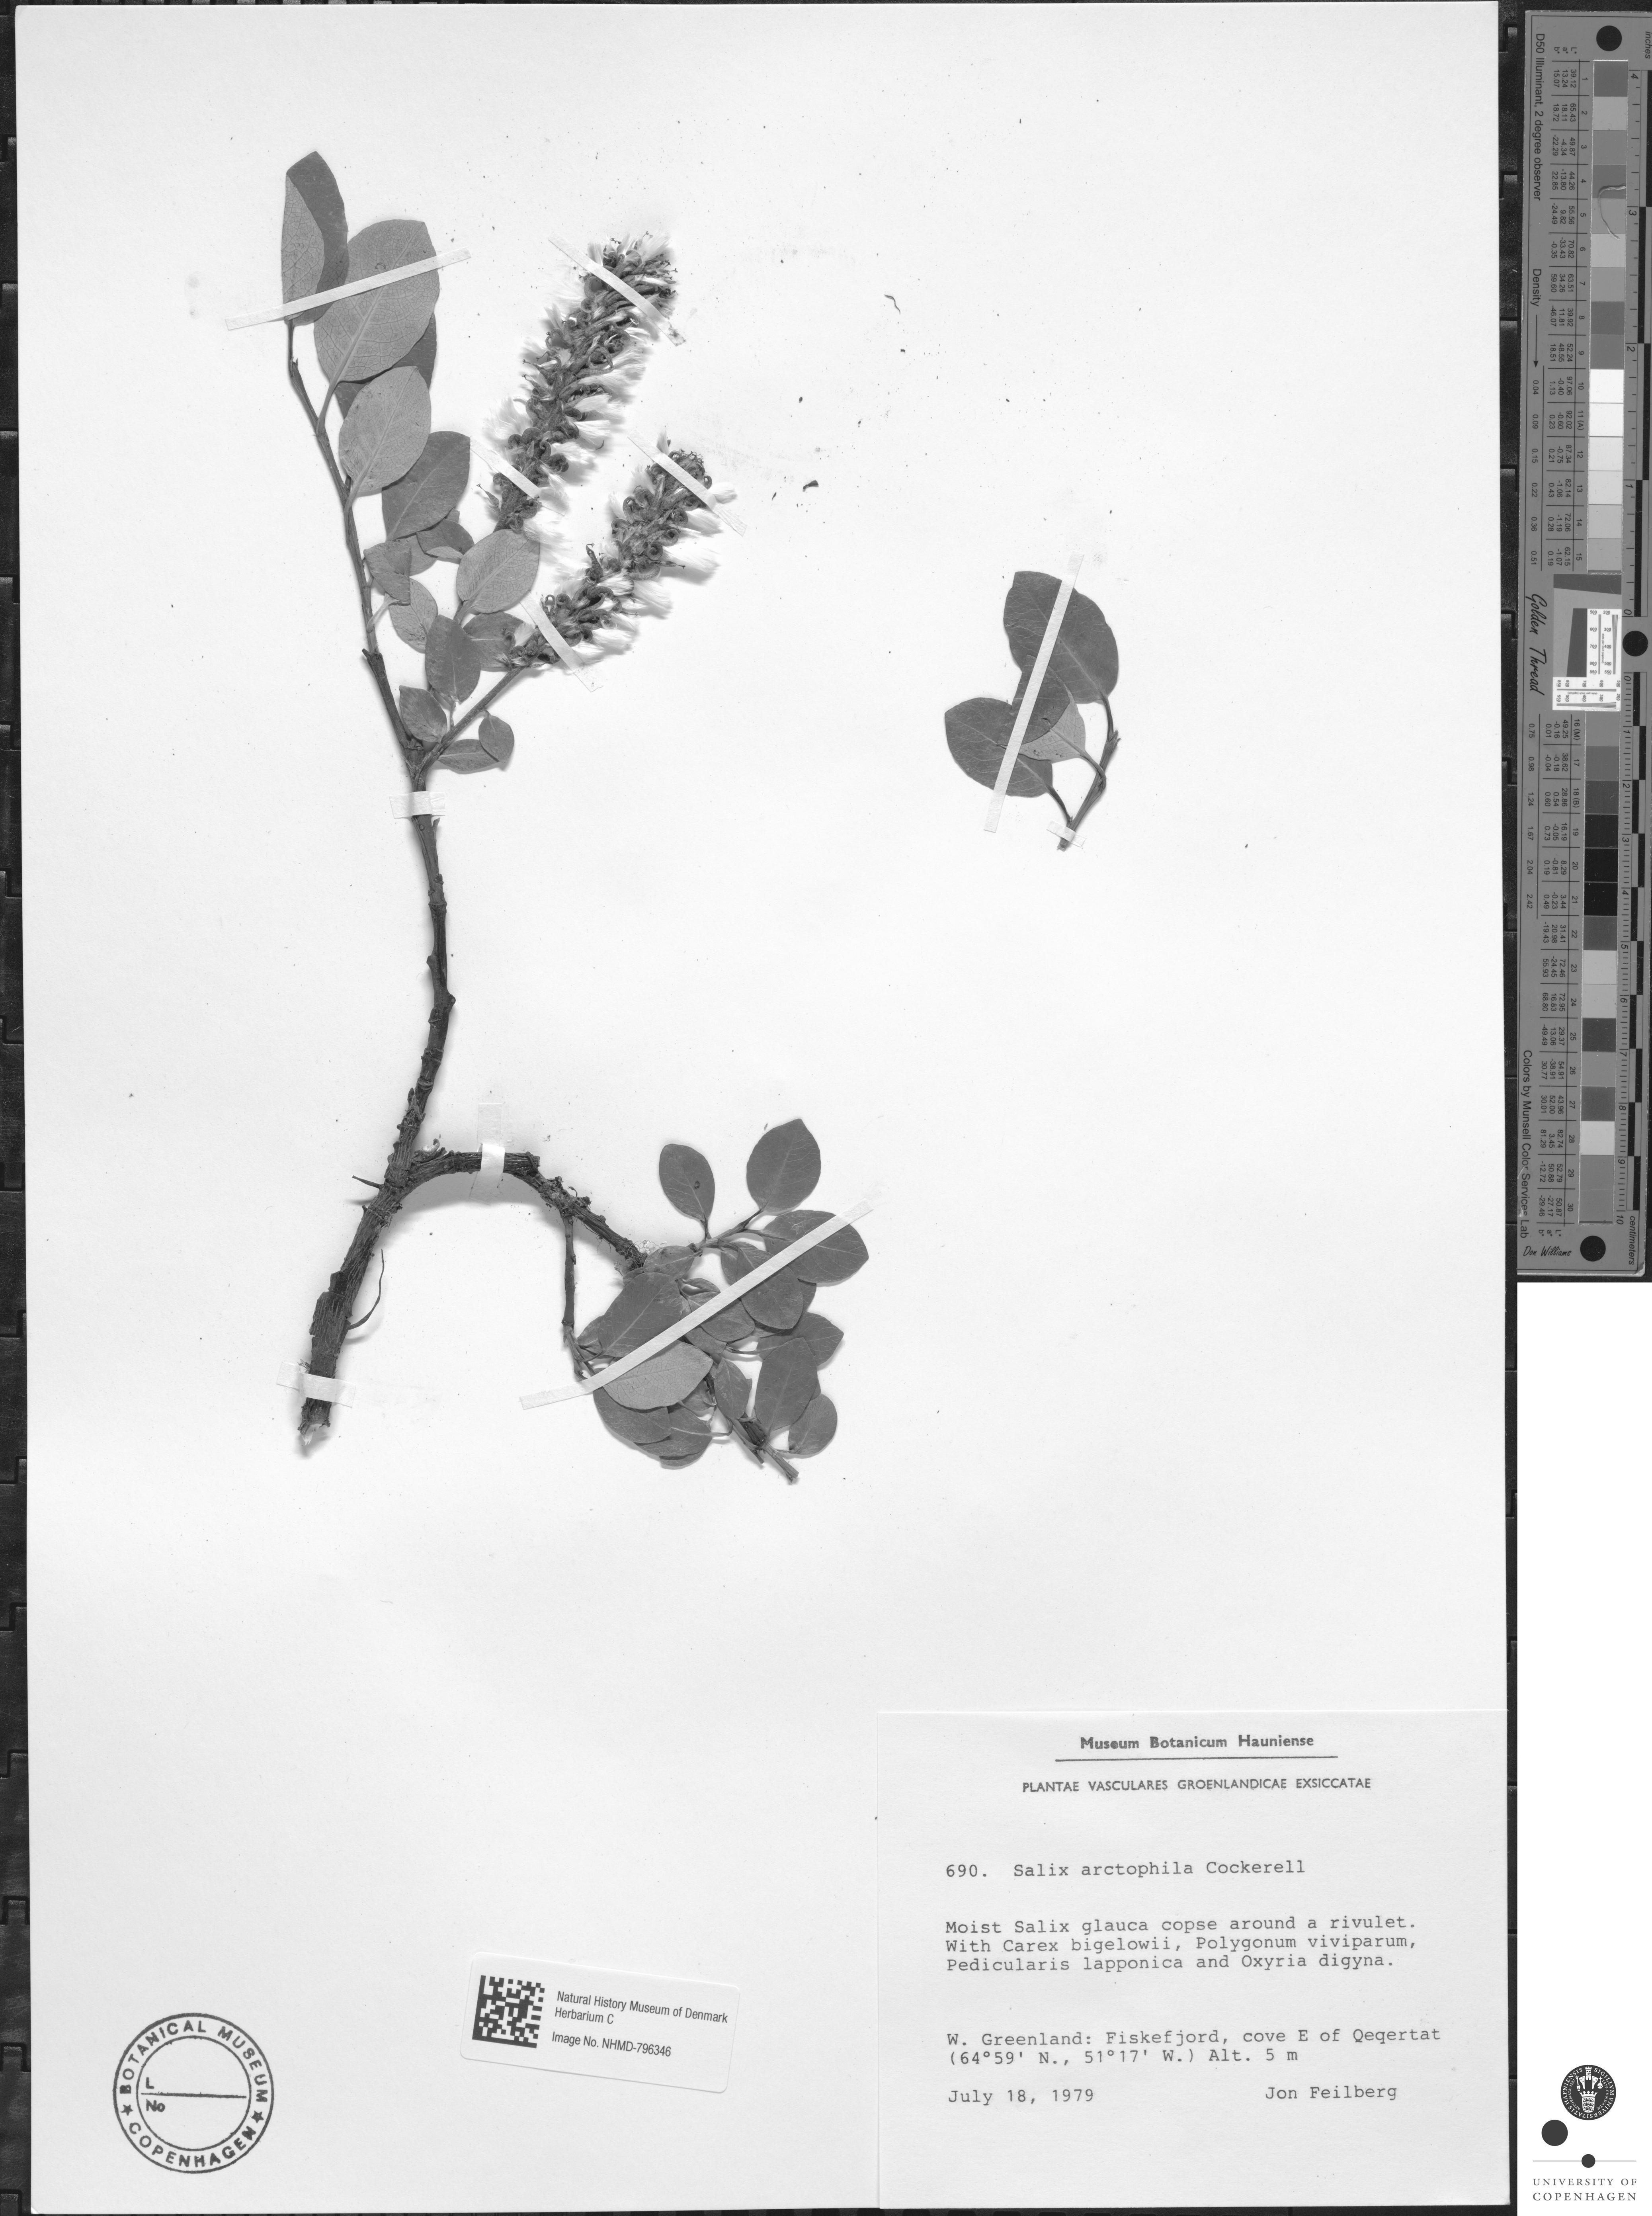 Museum Botanicum Hauniense
PLANTAE VASCULARES GROENLANDICAE EXSICCATAE
690. Salix arctophila Cockerell
Moist Salix glauca copse around a rivulet.
With Carex bigelowii, Polygonum viviparum,
Pedicularis lapponica and Oxyria digyna.
W. Greenland: Fiskefjord, cove E of Qeqertat
(64°59' N., 51°17' W.) Alt. 5 m
July 18, 1979 Jon Feilberg
Natural History Museum of Denmark
Herbarium C
Image No. NHMD-796346
BOTANICAL MUSEUM
L
No
COPENHAGEN
D50 Illuminant, 2 degree observer
Density
Golden Thread
Colors by Munsell Color Services Lab
Don Williams
inches
centimeters
UNIVERSITY OF
COPENHAGEN